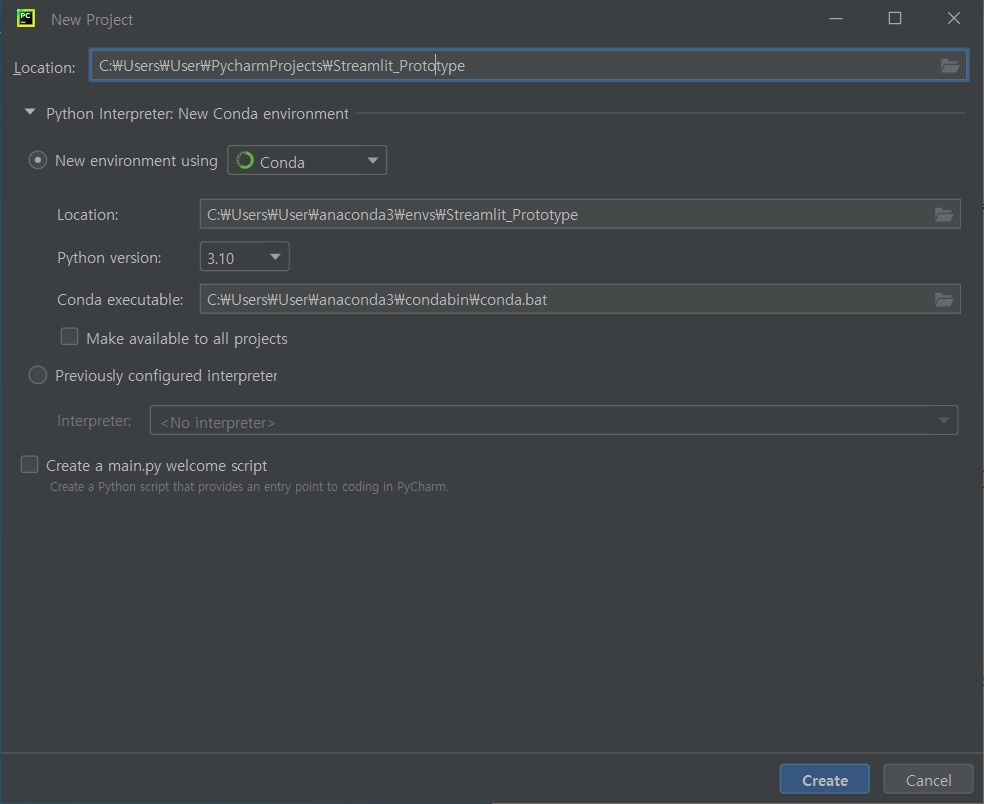 PC New Project
Location: C:₩Users₩User₩PycharmProjects₩Streamlit_Prototype
Python Interpreter: New Conda environment
New environment using Conda
Location: C:₩Users₩User₩anaconda3₩envs₩Streamlit_Prototype
Python version: 3.10
Conda executable: C:₩Users₩User₩anaconda3₩condabin₩conda.bat
Make available to all projects
Previously configured interpreter
Interpreter: <No interpreter>
Create a main.py welcome script
Create a Python script that provides an entry point to coding in PyCharm.
Create Cancel